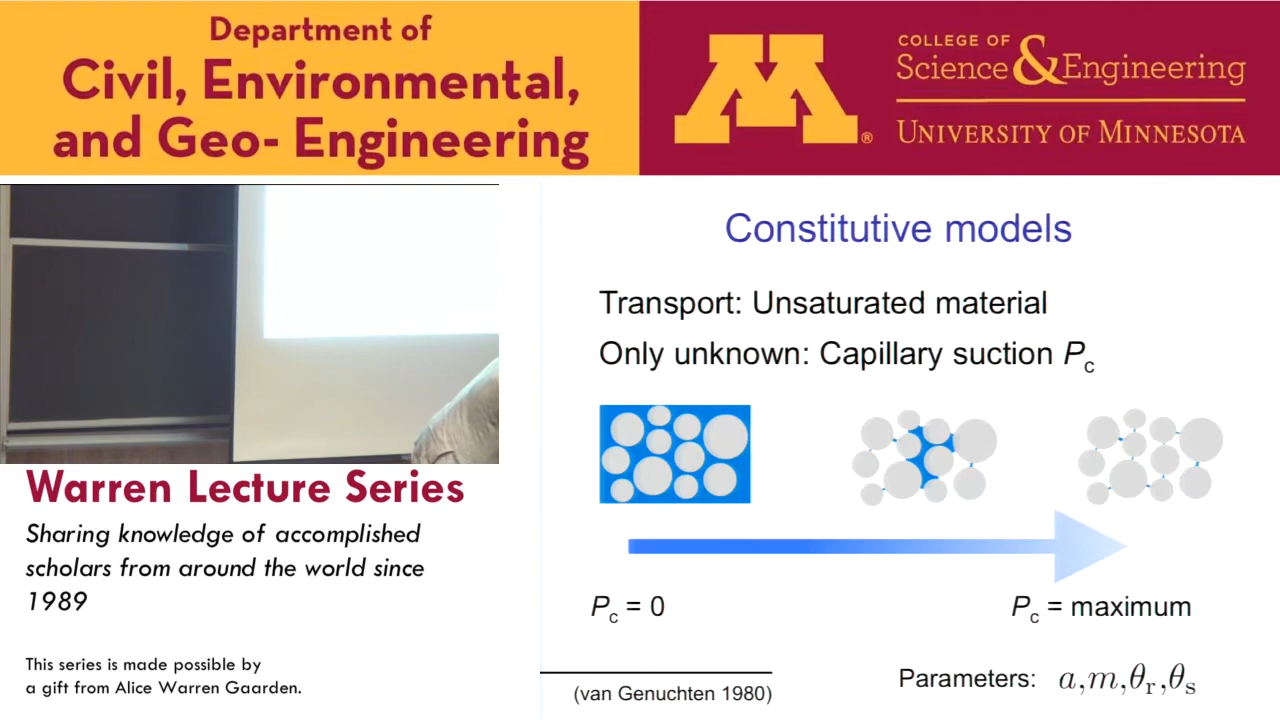 Department of
Civil, Environmental,
and Geo- Engineering
M
®
COLLEGE OF
Science & Engineering
UNIVERSITY OF MINNESOTA
Warren Lecture Series
Sharing knowledge of accomplished
scholars from around the world since
1989
This series is made possible by
a gift from Alice Warren Gaarden.
Constitutive models
Transport: Unsaturated material
Only unknown: Capillary suction Pc
Pc = 0
Pc = maximum
(van Genuchten 1980)
Parameters: a,m,θr,θs